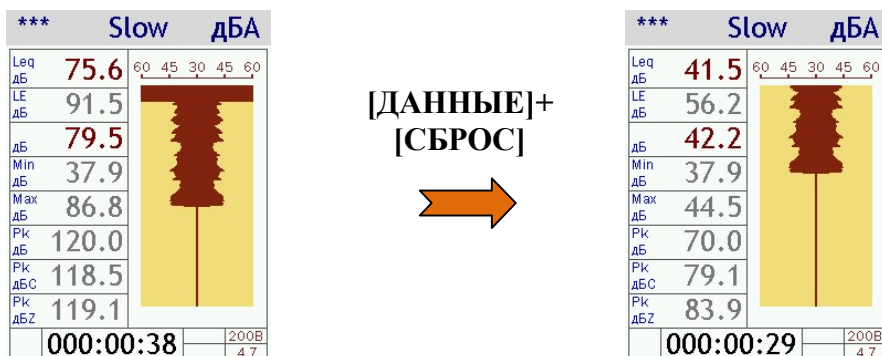 *** Slow дБА
Leq дБ 75.6 60 45 30 45 60
LE дБ 91.5
дБ 79.5
Min дБ 37.9
Max дБ 86.8
Pk дБ 120.0
Pk дБC 118.5
Pk дБZ 119.1
000:00:38 200В 4.7
[ДАННЫЕ]+
[СБРОС]
*** Slow дБА
Leq дБ 41.5 60 45 30 45 60
LE дБ 56.2
дБ 42.2
Min дБ 37.9
Max дБ 44.5
Pk дБ 70.0
Pk дБC 79.1
Pk дБZ 83.9
000:00:29 200В 4.7